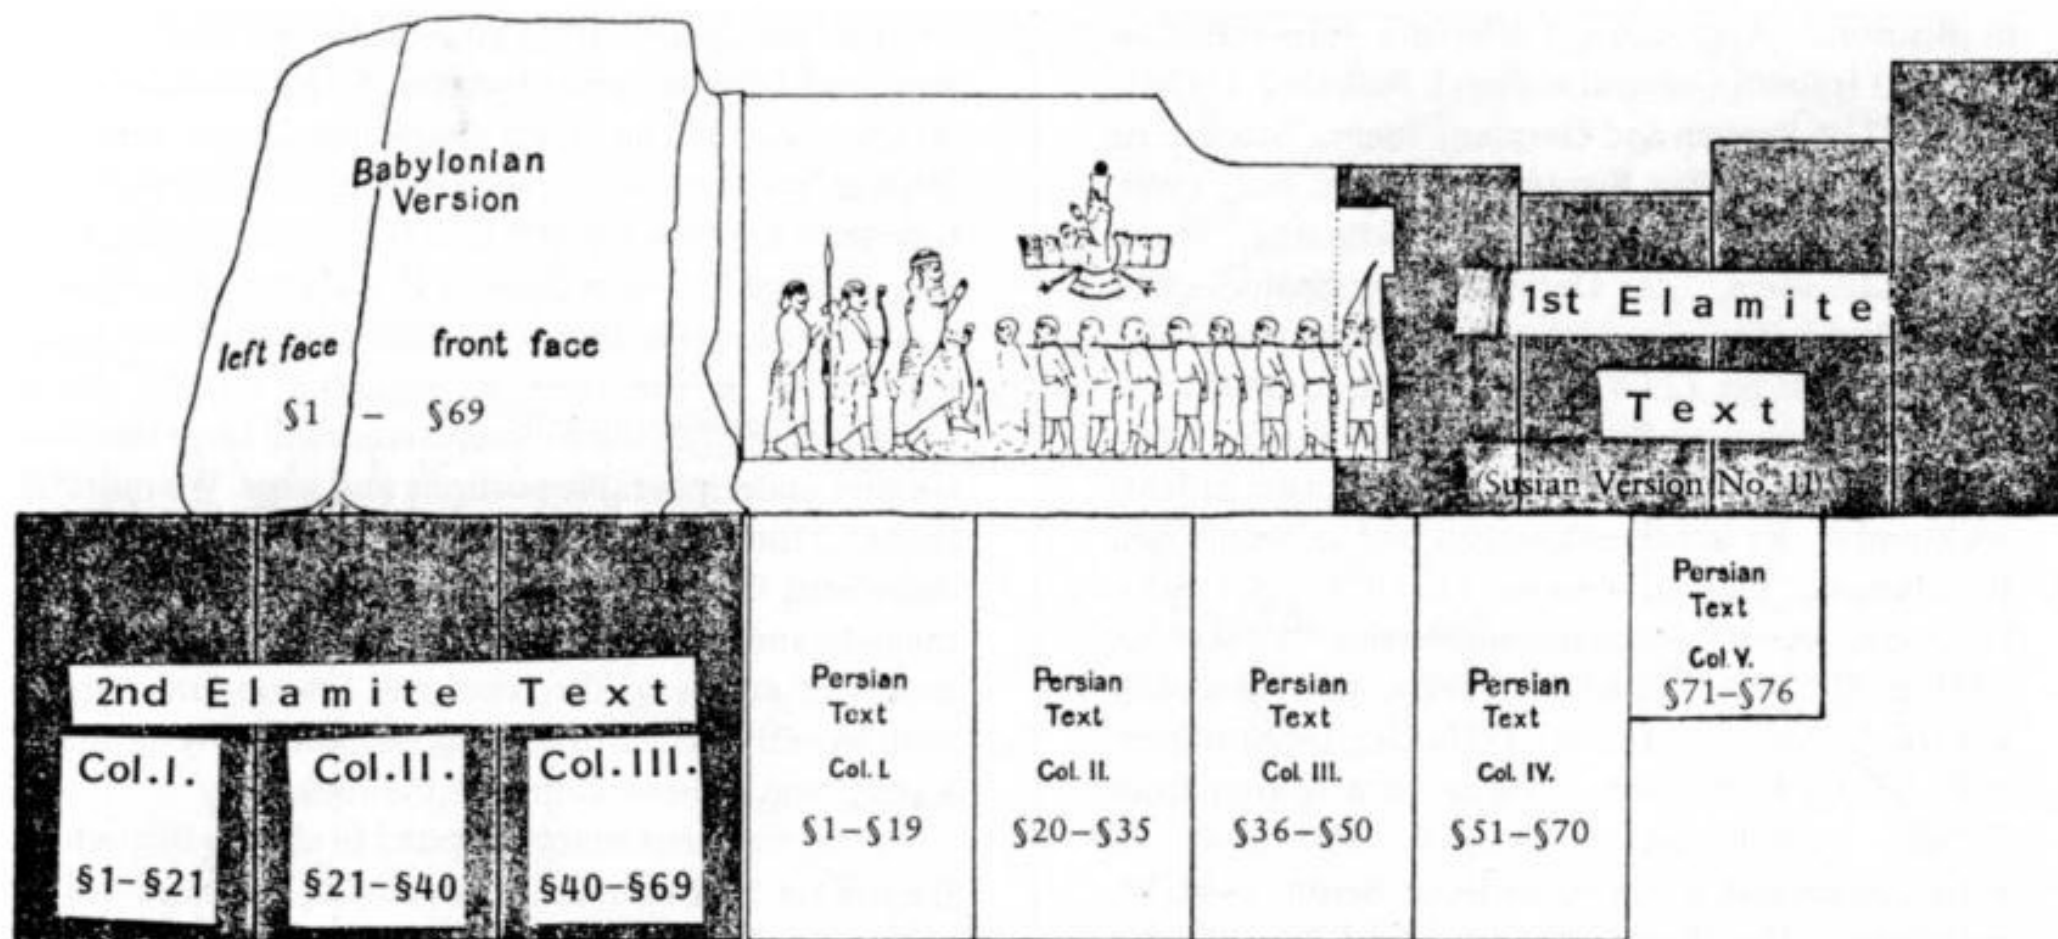 Babylonian
Version
left face
front face
§1 – §69
1st Elamite
Text
(Susian Version No. 11)
2nd Elamite Text
Col.I.
§1–§21
Col.II.
§21–§40
Col.III.
§40–§69
Persian
Text
Col. I.
§1–§19
Persian
Text
Col. II.
§20–§35
Persian
Text
Col. III.
§36–§50
Persian
Text
Col. IV.
§51–§70
Persian
Text
Col. V.
§71–§76